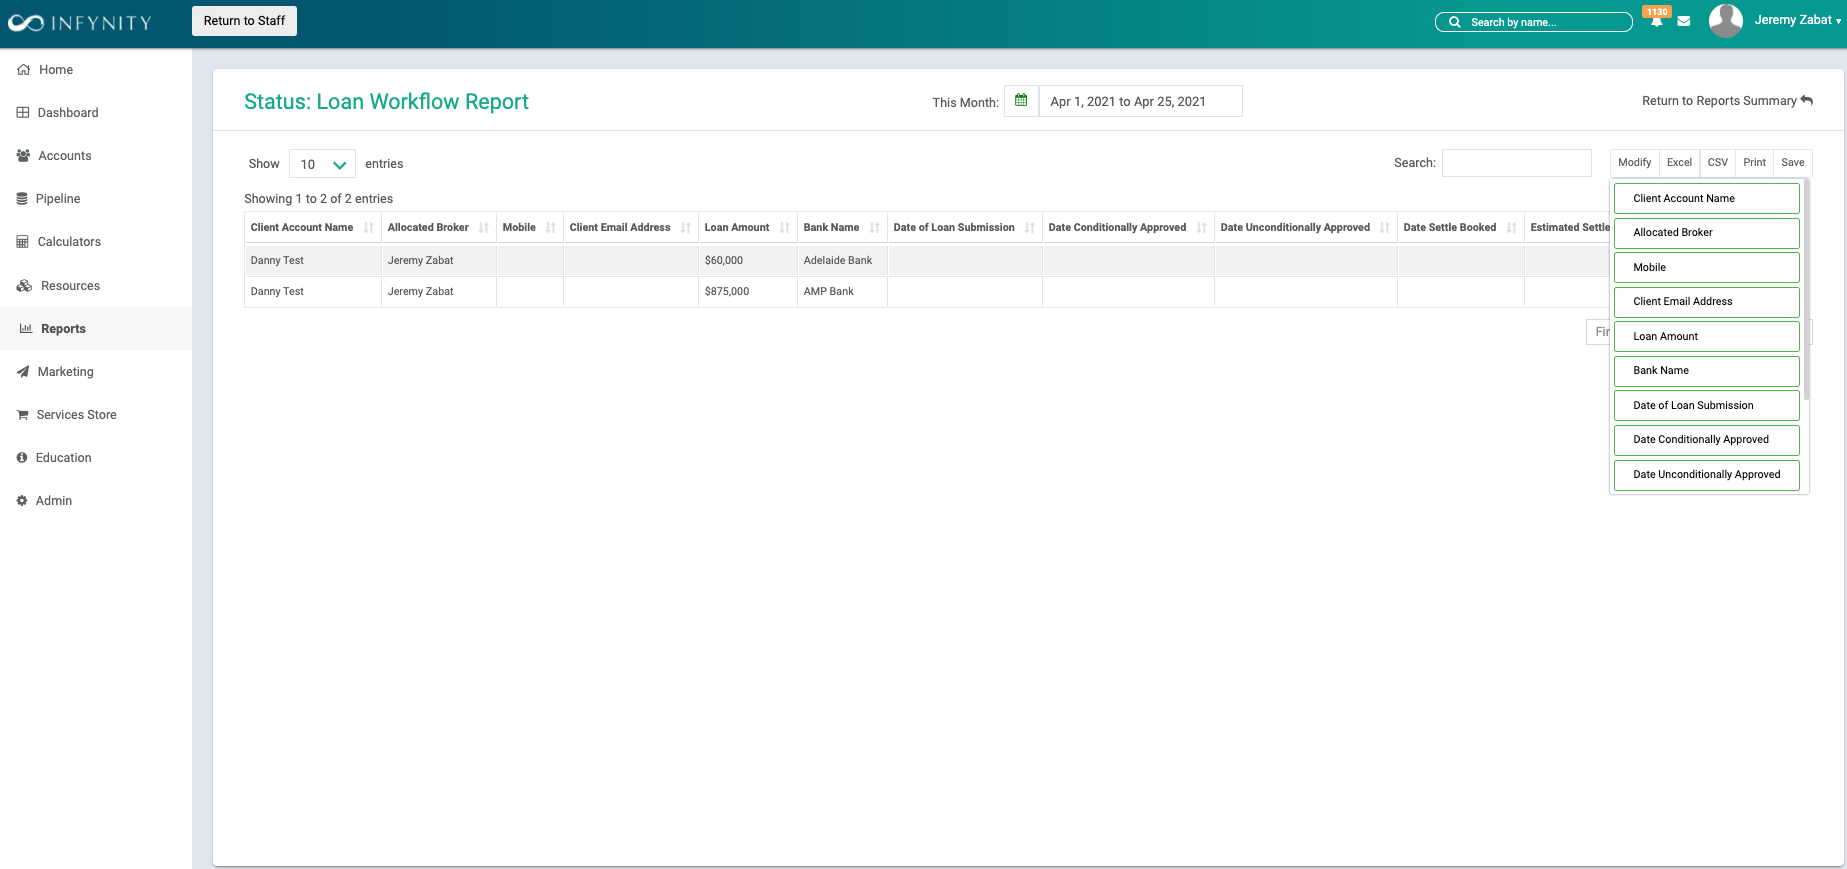 INFYNITY
Return to Staff
Search by name...
1130
Jeremy Zabat
Home
Dashboard
Accounts
Pipeline
Calculators
Resources
Reports
Marketing
Services Store
Education
Admin
Status: Loan Workflow Report
This Month: Apr 1, 2021 to Apr 25, 2021
Return to Reports Summary
Show 10 entries
Search:
Modify Excel CSV Print Save
Showing 1 to 2 of 2 entries
Client Account Name Allocated Broker Mobile Client Email Address Loan Amount Bank Name Date of Loan Submission Date Conditionally Approved Date Unconditionally Approved Date Settle Booked Estimated Settle
Danny Test Jeremy Zabat $60,000 Adelaide Bank
Danny Test Jeremy Zabat $875,000 AMP Bank
Fir
Client Account Name
Allocated Broker
Mobile
Client Email Address
Loan Amount
Bank Name
Date of Loan Submission
Date Conditionally Approved
Date Unconditionally Approved